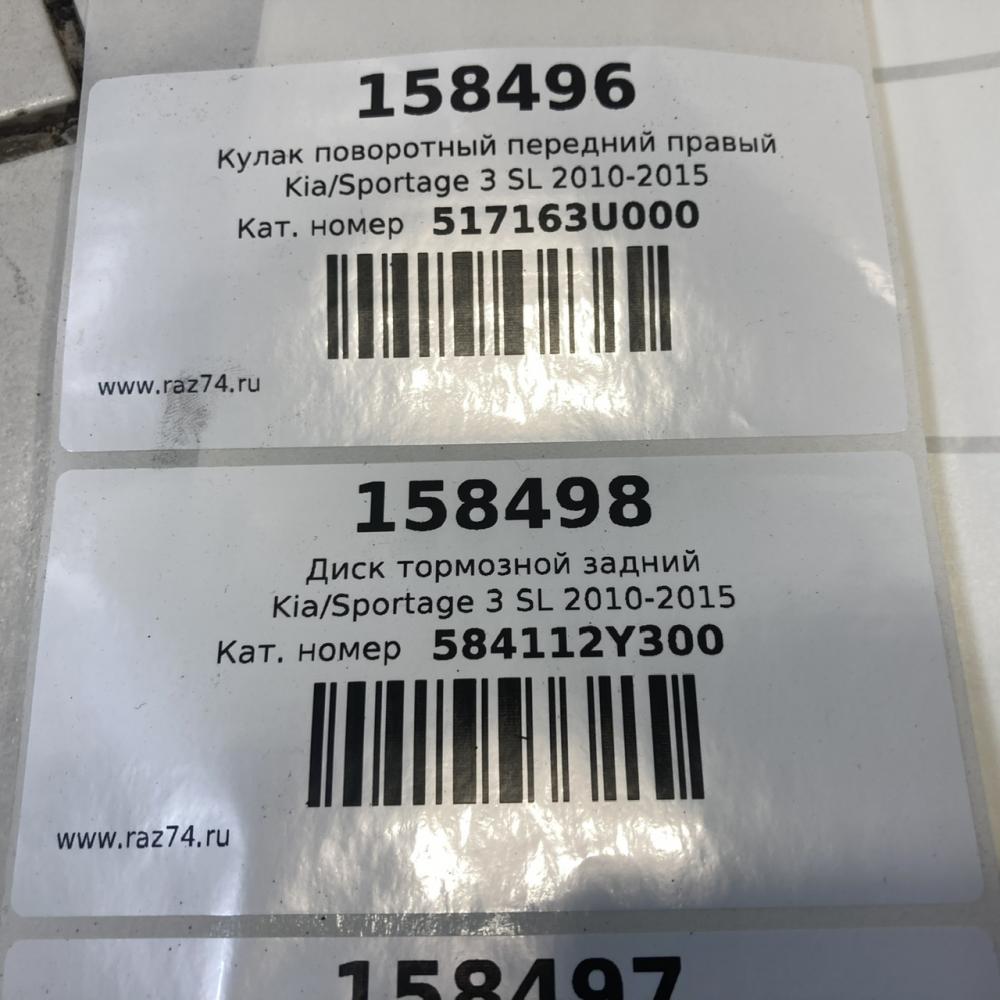 158496
Кулак поворотный передний правый
Kia/Sportage 3 SL 2010-2015
Кат. номер 517163U000
www.raz74.ru
158498
Диск тормозной задний
Kia/Sportage 3 SL 2010-2015
Кат. номер 584112Y300
www.raz74.ru
158497